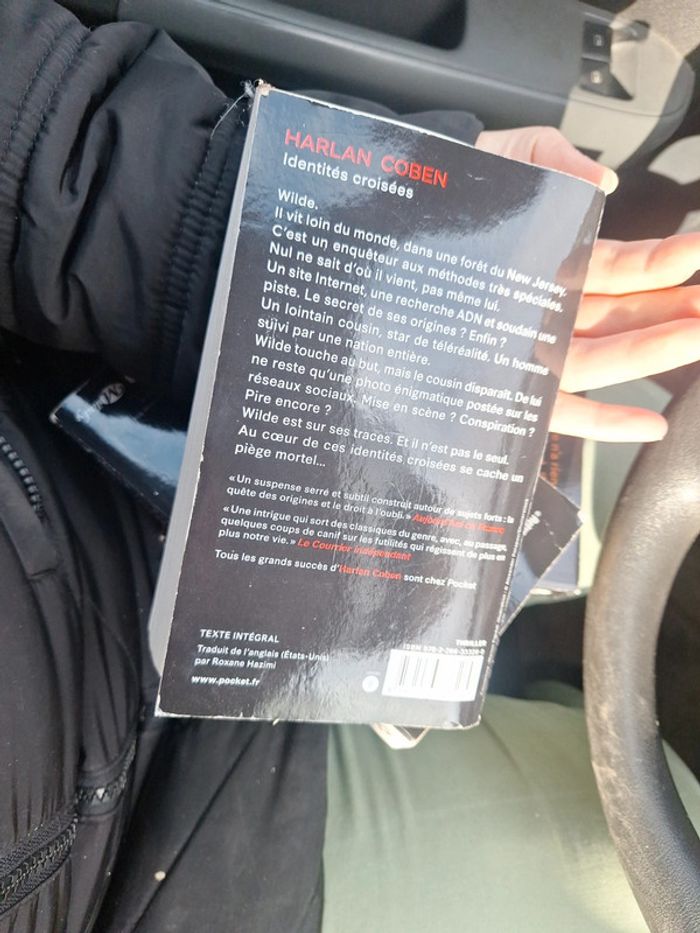 HARLAN COBEN
Identités croisées
Wilde.
Il vit loin du monde, dans une forêt du New Jersey.
C'est un enquêteur aux méthodes très spéciales.
Nul ne sait d'où il vient, pas même lui.
Un site Internet, une recherche ADN et soudain une
piste. Le secret de ses origines ? Enfin ?
Un lointain cousin, star de téléréalité. Un homme
suivi par une nation entière.
Wilde touche au but, mais le cousin disparaît. De lui
ne reste qu'une photo énigmatique postée sur les
réseaux sociaux. Mise en scène ? Conspiration ?
Pire encore ?
Wilde est sur ses traces. Et il n'est pas le seul.
Au cœur de ces identités croisées se cache un
piège mortel...
« Un suspense serré et subtil construit autour de sujets forts : la
quête des origines et le droit à l'oubli. » Aujourd'hui en France
« Une intrigue qui sort des classiques du genre, avec, au passage,
quelques coups de canif sur les futilités qui régissent de plus en
plus notre vie. » Le Courrier indépendant
Tous les grands succès d'Harlan Coben sont chez Pocket
TEXTE INTÉGRAL
Traduit de l'anglais (États-Unis)
par Roxane Hazimi
www.pocket.fr
THRILLER